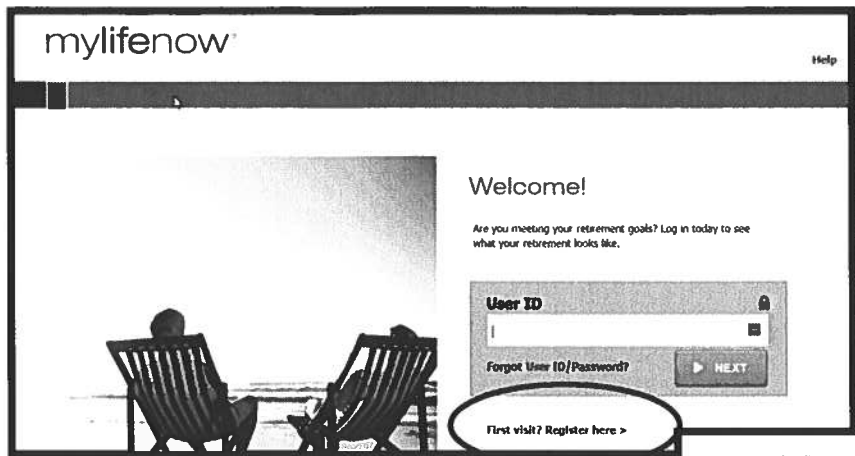 mylifenow
Help
Welcome!
Are you meeting your retirement goals? Log in today to see
what your retirement looks like.
User ID
Forgot User ID/Password?
NEXT
First visit? Register here >